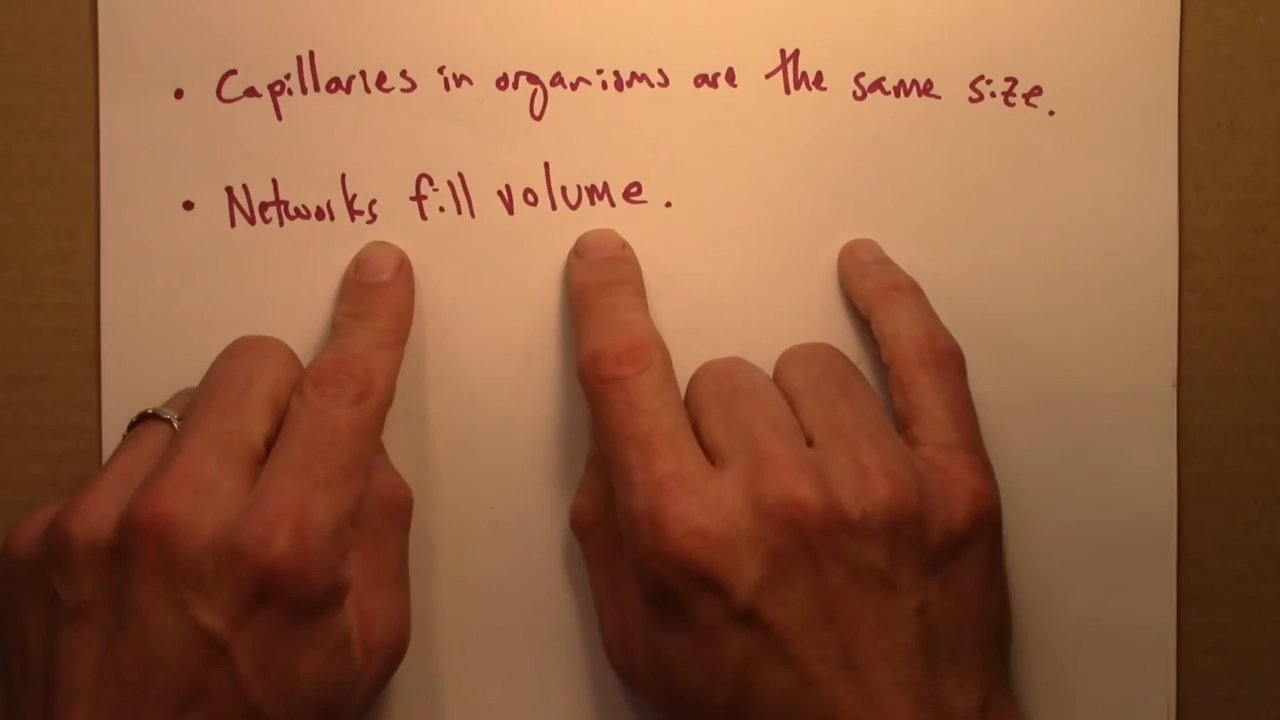 • Capillaries in organisms are the same size.
• Networks fill volume.